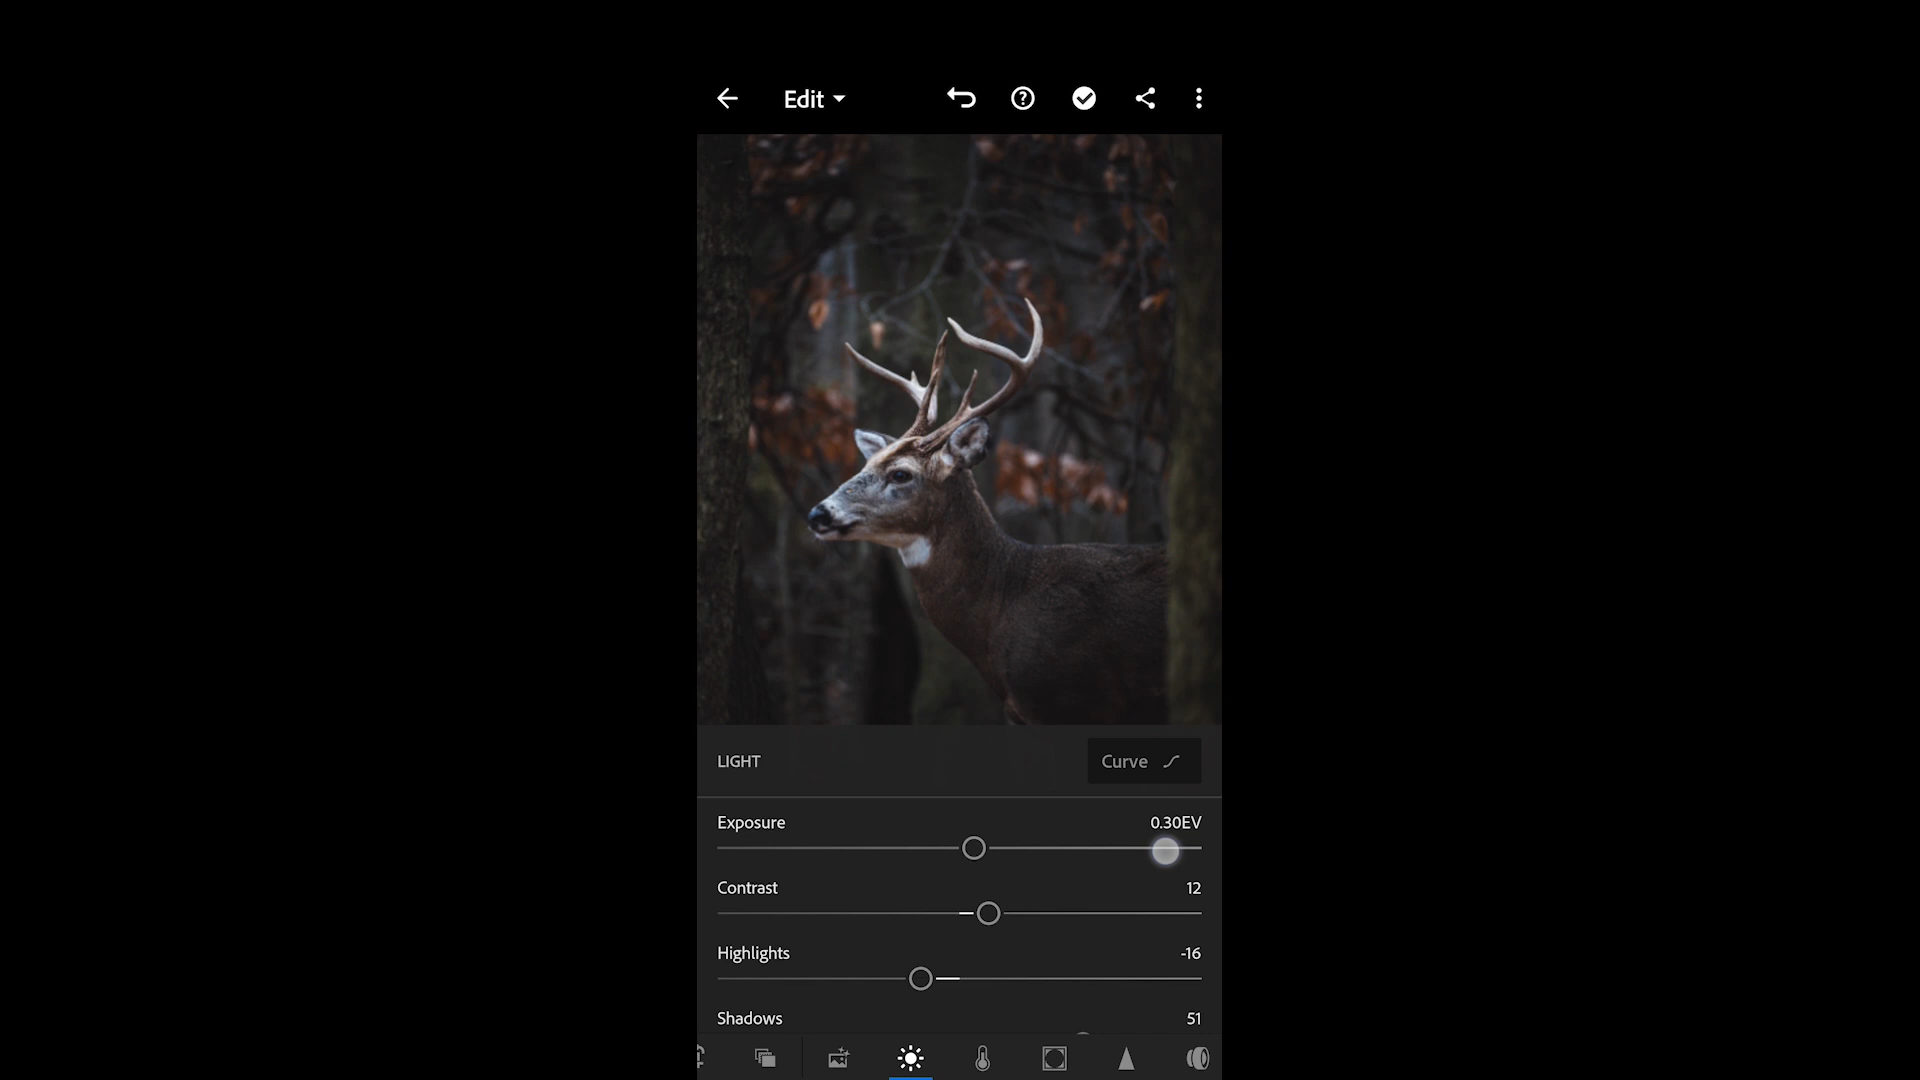 Edit
LIGHT
Curve
Exposure
0.30EV
Contrast
12
Highlights
-16
Shadows
51